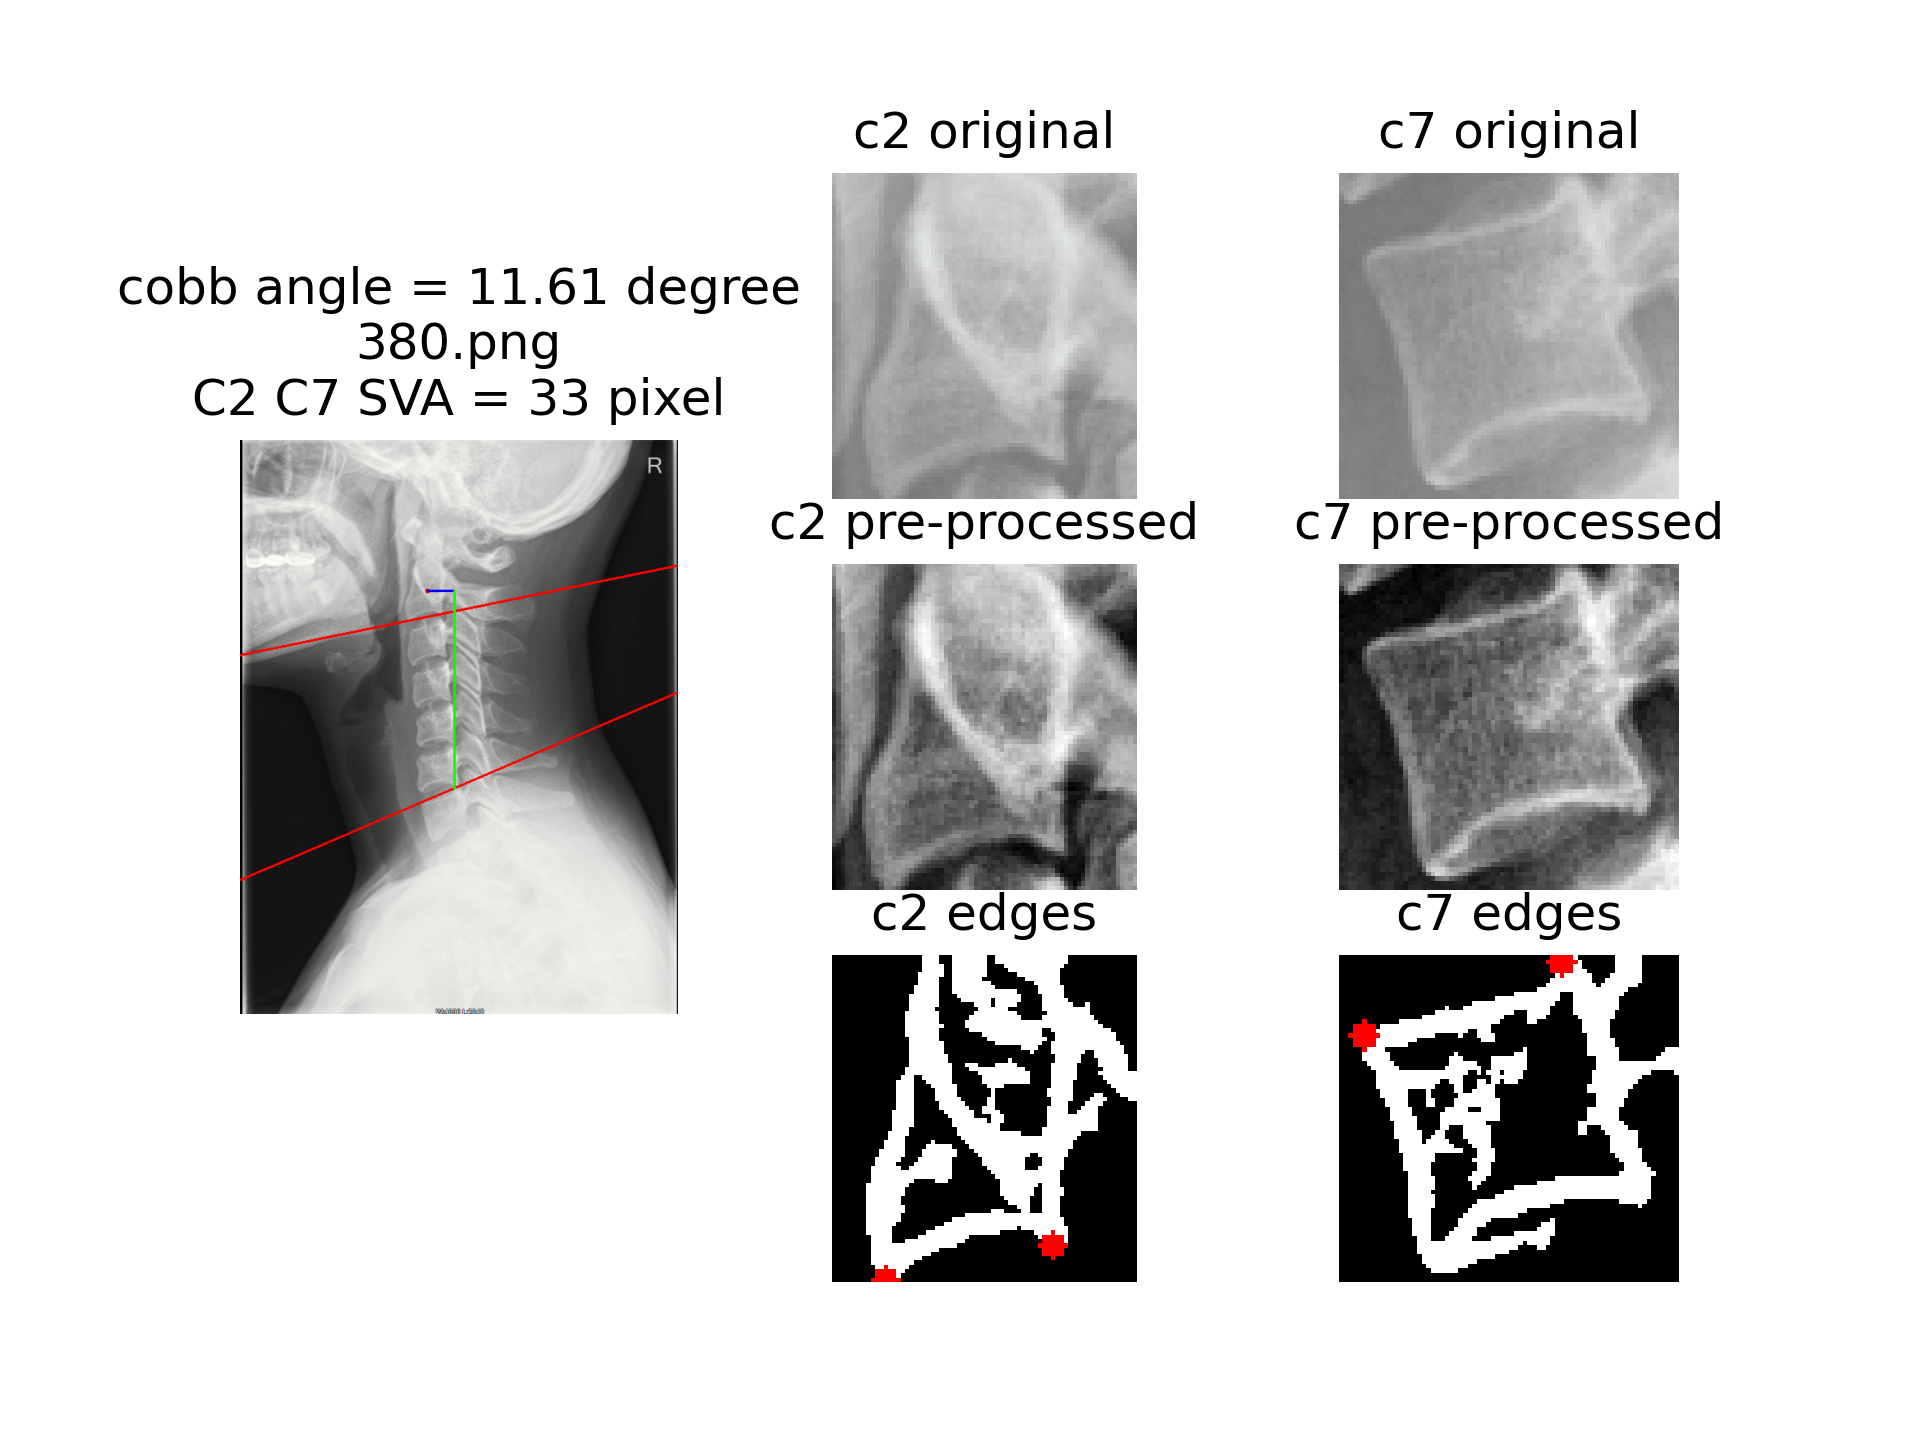 cobb angle = 11.61 degree
380.png
C2 C7 SVA = 33 pixel
R
c2 original
c7 original
c2 pre-processed
c7 pre-processed
c2 edges
c7 edges